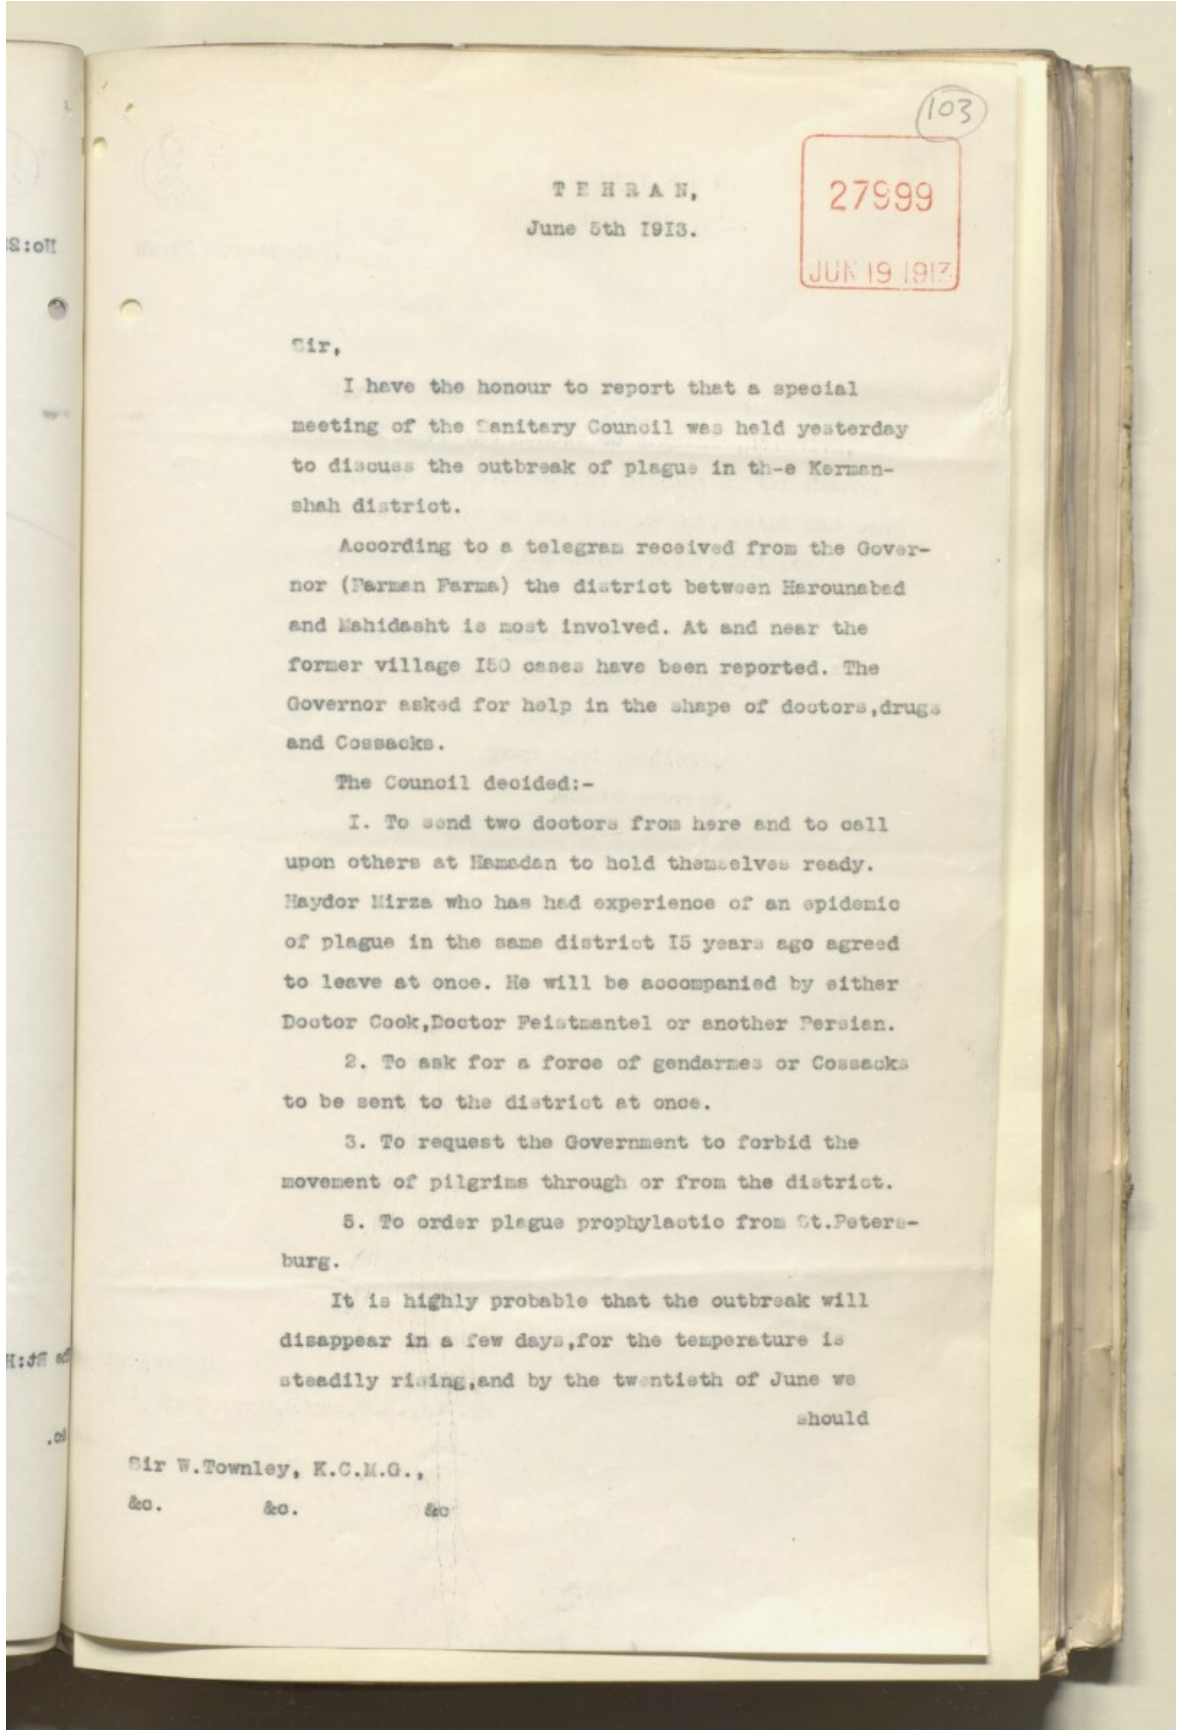 103
27999
JUN 19 1913
TEHRAN,
June 5th I9I3.
No:8
Sir,
I have the honour to report that a special
meeting of the Sanitary Council was held yesterday
to discuss the outbreak of plague in th-e Kerman-
shah district.
According to a telegram received from the Gover-
nor (Farman Farma) the district between Harounabad
and Mahidasht is most involved. At and near the
former village I50 cases have been reported. The
Governor asked for help in the shape of doctors,drugs
and Cossacks.
The Council decided:-
I. To send two doctors from here and to call
upon others at Hamadan to hold themselves ready.
Haydor Mirza who has had experience of an epidemic
of plague in the same district I5 years ago agreed
to leave at once. He will be accompanied by either
Doctor Cook,Doctor Feistmantel or another Persian.
2. To ask for a force of gendarmes or Cossacks
to be sent to the district at once.
3. To request the Government to forbid the
movement of pilgrims through or from the district.
5. To order plague prophylactic from St.Peters-
burg.
It is highly probable that the outbreak will
disappear in a few days,for the temperature is
steadily rising,and by the twentieth of June we
should
Sir W.Townley, K.C.M.G.,
&c. &c. &c